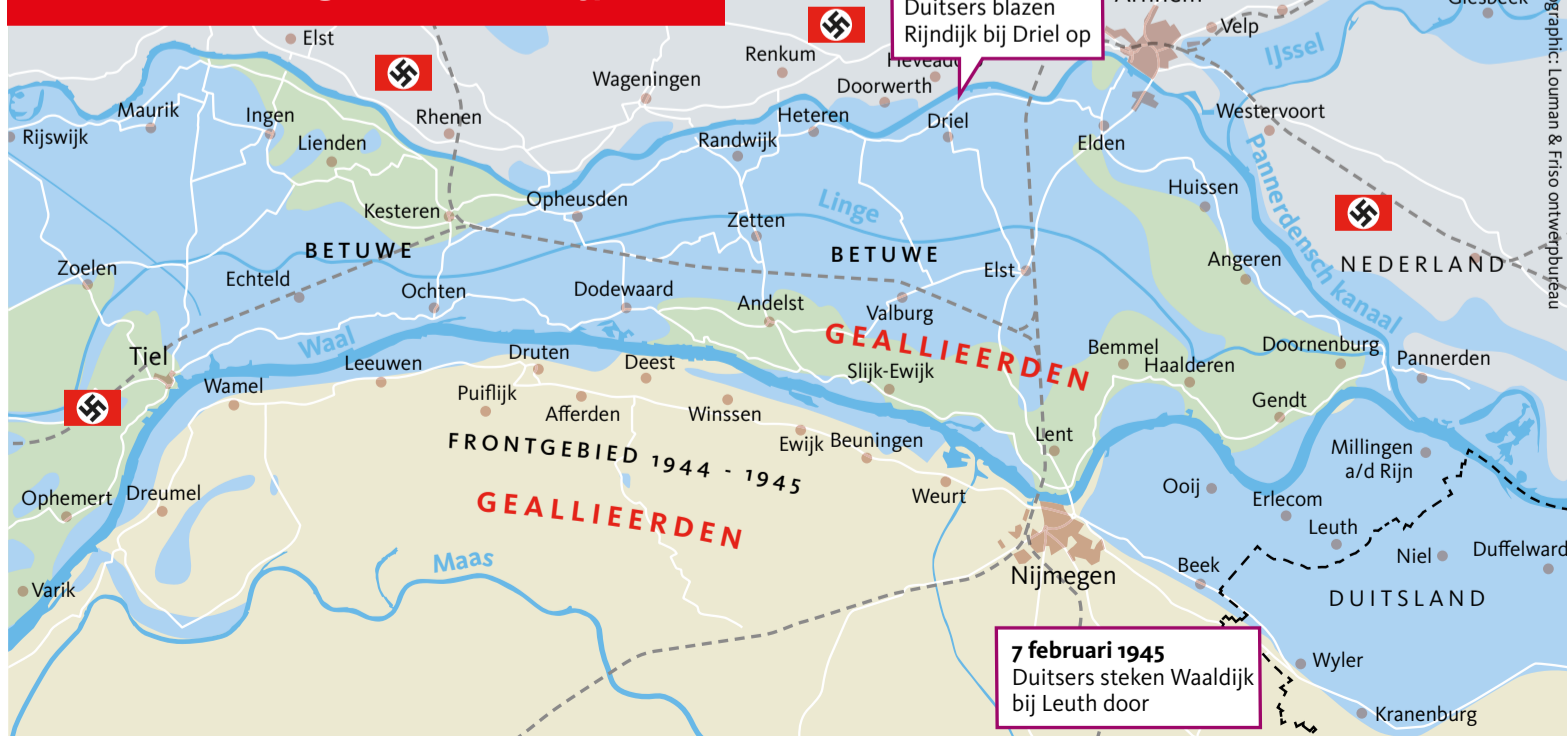 Duitsers blazen
Rijndijk bij Driel op
Velp
IJssel
Elst
Renkum
Wageningen
Doorwerth
Maurik
Ingen
Rhenen
Heteren
Driel
Westervoort
Rijswijk
Lienden
Randwijk
Elden
Pannerdensch kanaal
Huissen
Opheusden
Linge
Kesteren
Zetten
BETUWE
BETUWE
Zoelen
Echteld
Elst
Angeren
NEDERLAND
Ochten
Dodewaard
Andelst
Valburg
GEALLIEERDEN
Waal
Tiel
Leeuwen
Druten
Deest
Slijk-Ewijk
Bemmel
Haalderen
Doornenburg
Pannerden
Wamel
Puiflijk
Afferden
Winssen
Gendt
FRONTGEBIED 1944 - 1945
Ewijk
Beuningen
Lent
Millingen
a/d Rijn
Ophemert
Dreumel
GEALLIEERDEN
Weurt
Ooij
Erlecom
Leuth
Maas
Niel
Duffelward
Varik
Nijmegen
Beek
DUITSLAND
7 februari 1945
Duitsers steken Waaldijk
bij Leuth door
Wyler
Kranenburg
Louman & Friso ontwerpbureau